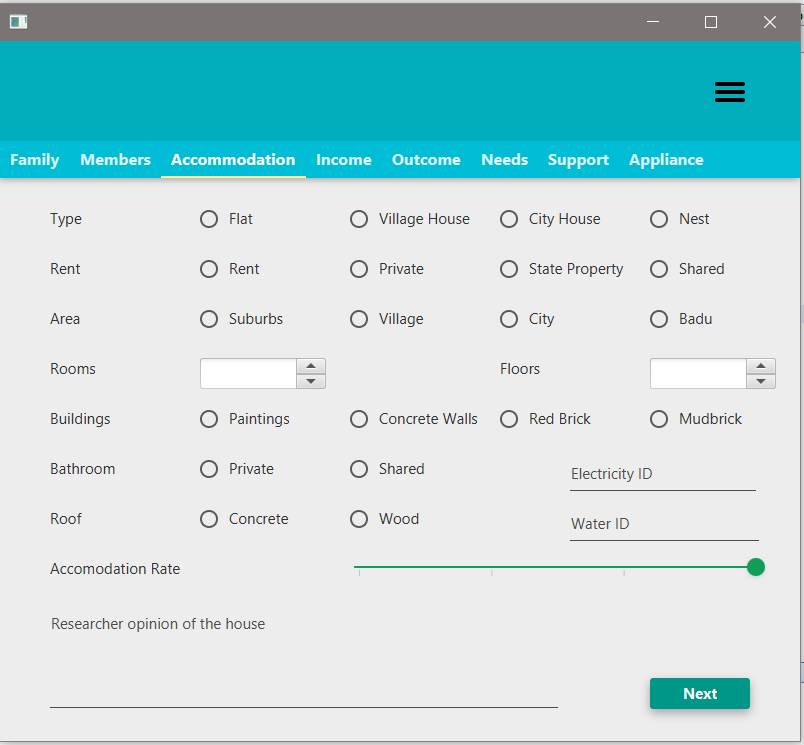 Family Members Accommodation Income Outcome Needs Support Appliance
Type Flat Village House City House Nest
Rent Rent Private State Property Shared
Area Suburbs Village City Badu
Rooms Floors
Buildings Paintings Concrete Walls Red Brick Mudbrick
Bathroom Private Shared Electricity ID
Roof Concrete Wood Water ID
Accomodation Rate
Researcher opinion of the house
Next